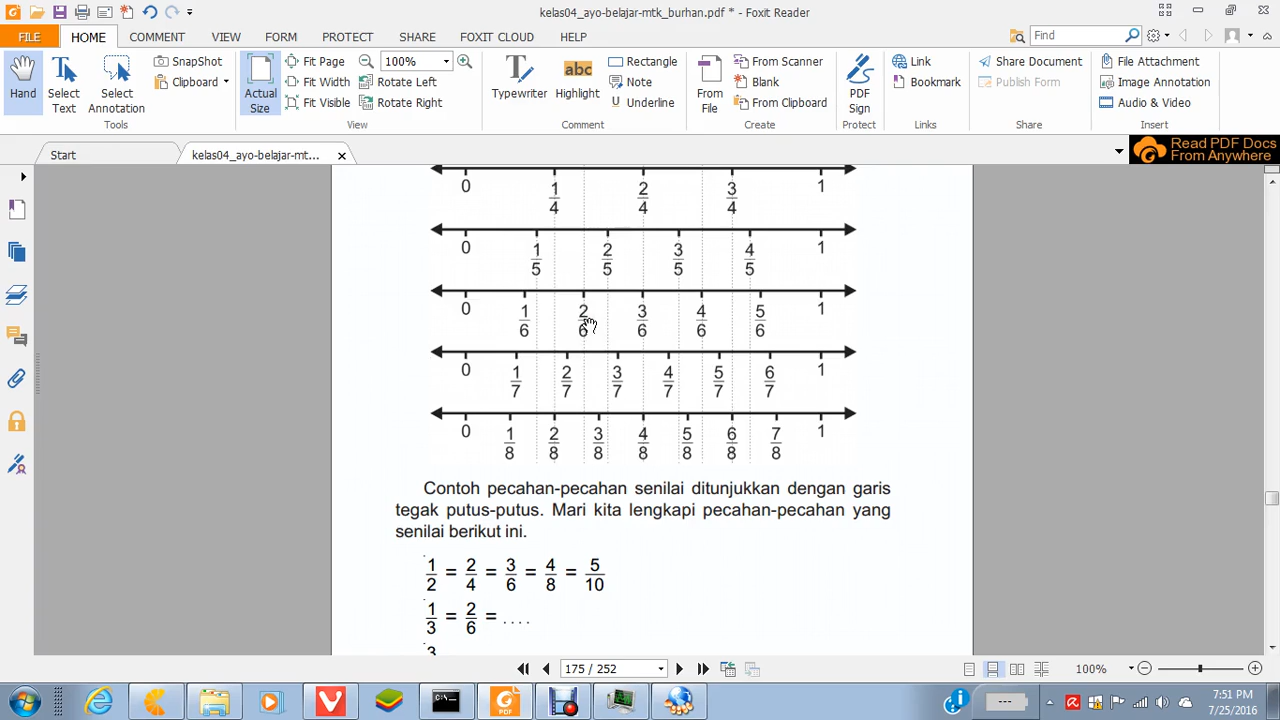 kelas04_ayo-belajar-mtk_burhan.pdf * - Foxit Reader
FILE HOME COMMENT VIEW FORM PROTECT SHARE FOXIT CLOUD HELP Find
Hand
Select Text
Select Annotation
SnapShot
Clipboard
Tools
Actual Size
Fit Page
Fit Width
Fit Visible
100%
Rotate Left
Rotate Right
View
Typewriter
abc
Highlight
Rectangle
Note
Underline
Comment
From File
From Scanner
Blank
From Clipboard
Create
PDF Sign
Protect
Link
Bookmark
Links
Share Document
Publish Form
Share
File Attachment
Image Annotation
Audio & Video
Insert
Start kelas04_ayo-belajar-mt...
Read PDF Docs
From Anywhere
0 1/4 2/4 3/4 1
0 1/5 2/5 3/5 4/5 1
0 1/6 2/6 3/6 4/6 5/6 1
0 1/7 2/7 3/7 4/7 5/7 6/7 1
0 1/8 2/8 3/8 4/8 5/8 6/8 7/8 1
Contoh pecahan-pecahan senilai ditunjukkan dengan garis
tegak putus-putus. Mari kita lengkapi pecahan-pecahan yang
senilai berikut ini.
1/2 = 2/4 = 3/6 = 4/8 = 5/10
1/3 = 2/6 = ....
3
175 / 252
100%
PDF
7:51 PM
7/25/2016